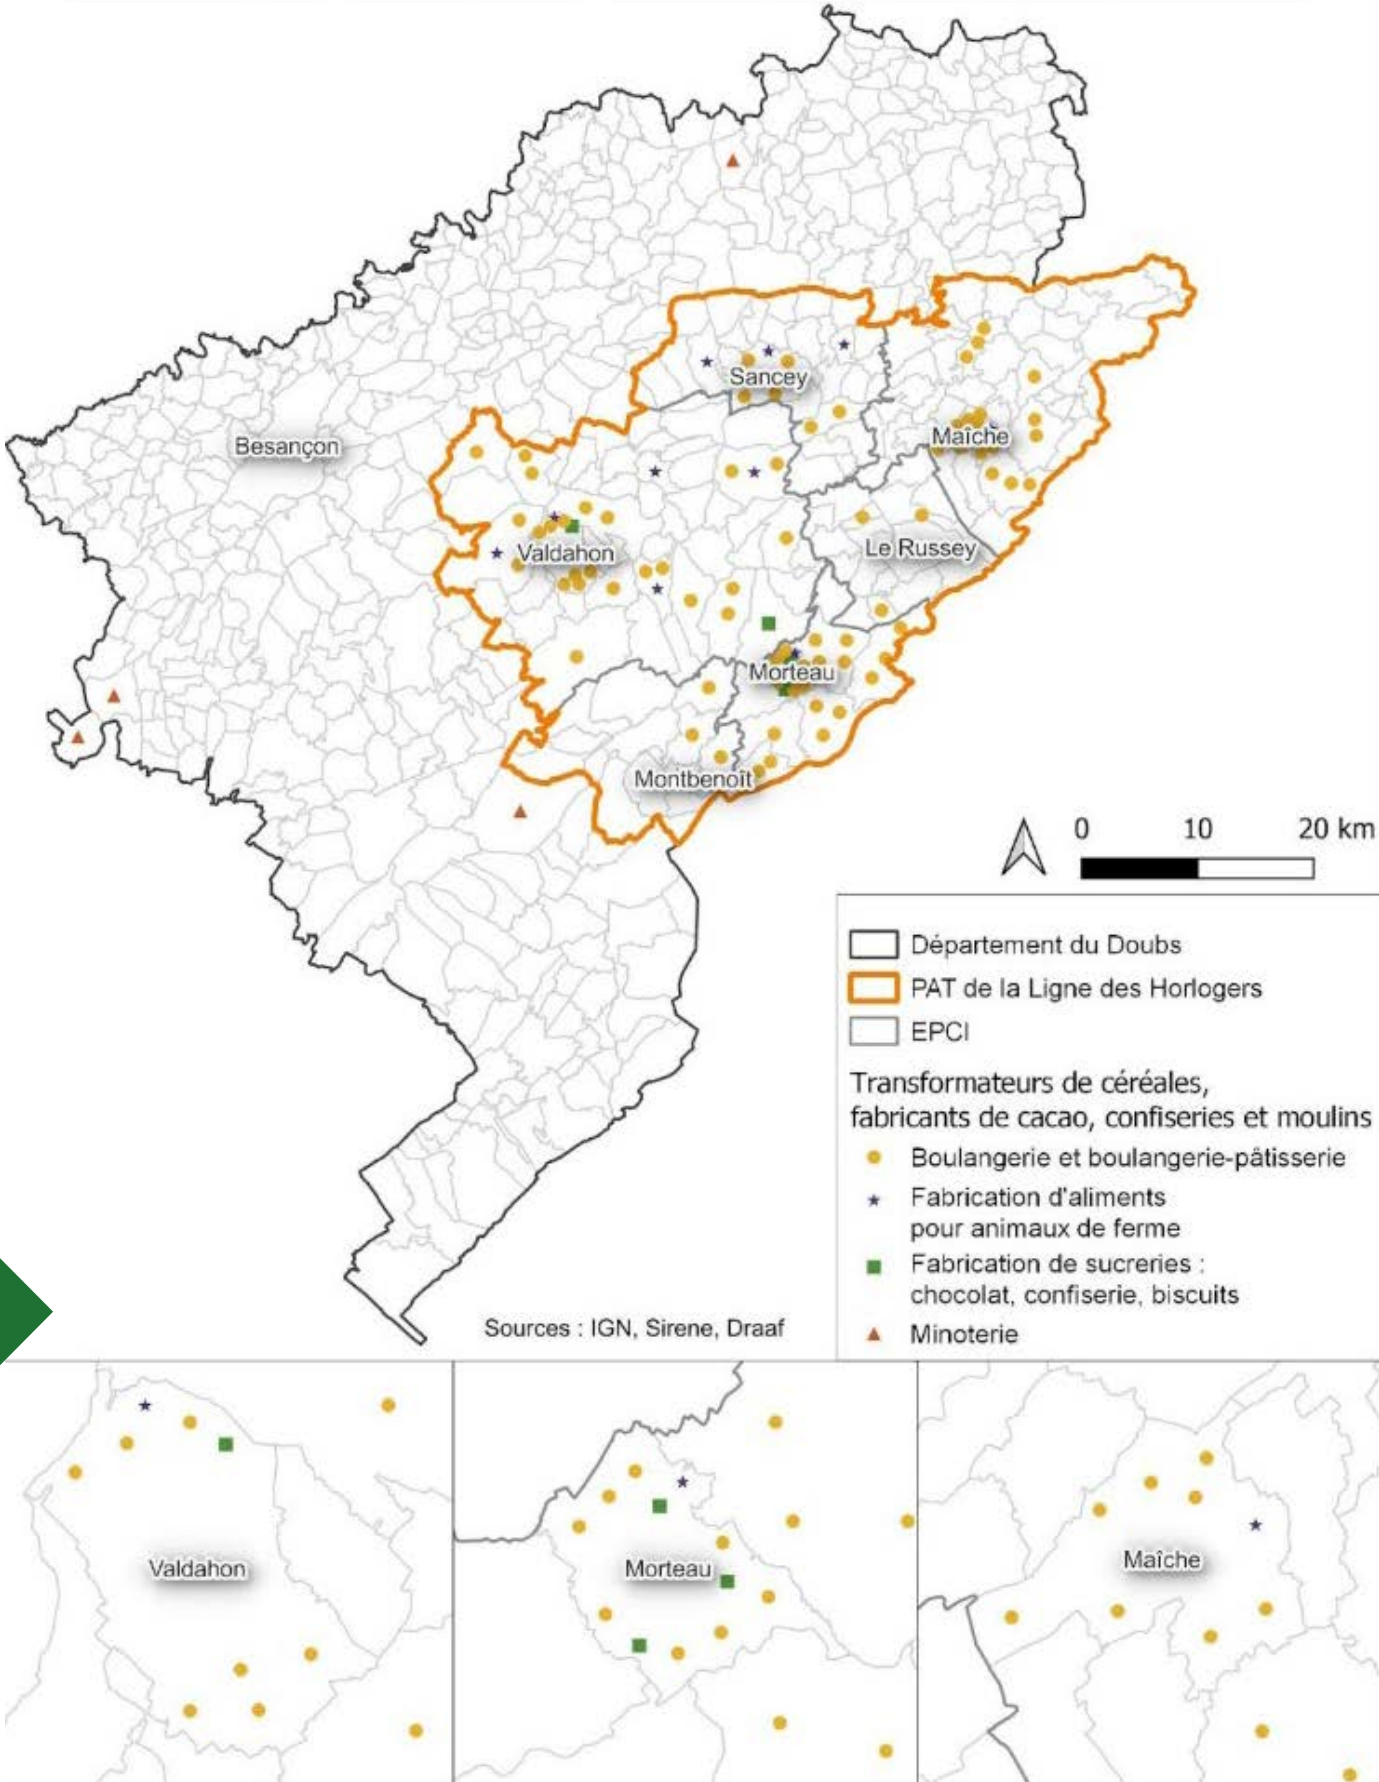 Sancey
Besançon
Maîche
Valdahon
Le Russey
Morteau
Montbenoît
0 10 20 km
Département du Doubs
PAT de la Ligne des Horlogers
EPCI
Transformateurs de céréales,
fabricants de cacao, confiseries et moulins
Boulangerie et boulangerie-pâtisserie
Fabrication d'aliments
pour animaux de ferme
Fabrication de sucreries :
chocolat, confiserie, biscuits
Minoterie
Sources : IGN, Sirene, Draaf
Valdahon
Morteau
Maîche